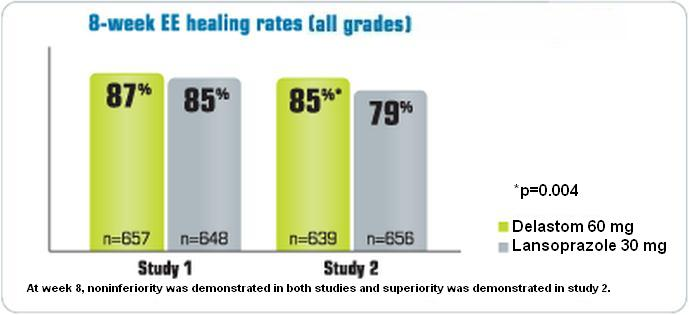 8-week EE healing rates (all grades)
87% 85% 85%* 79%
*p=0.004
Delastom 60 mg
Lansoprazole 30 mg
n=657 n=648 n=639 n=656
Study 1 Study 2
At week 8, noninferiority was demonstrated in both studies and superiority was demonstrated in study 2.